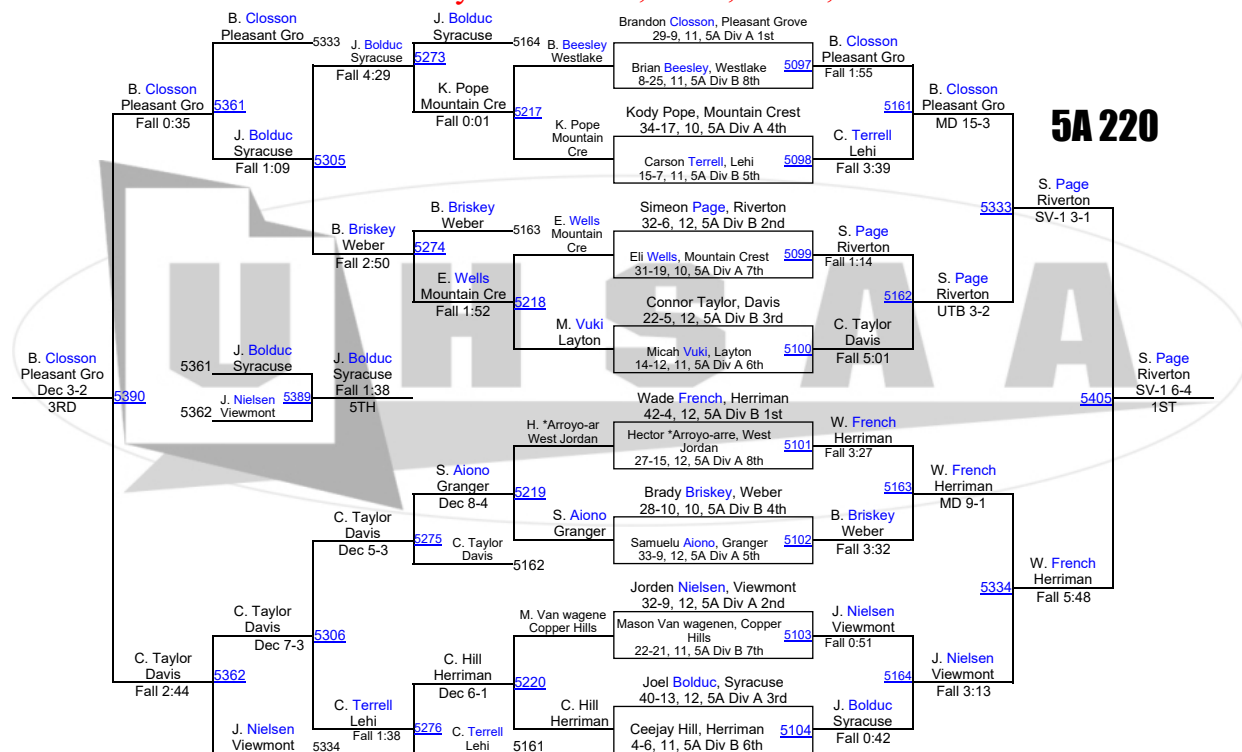 B. Closson
Pleasant Gro
5333
J. Bolduc
Syracuse
Fall 4:29
J. Bolduc
Syracuse
5164
5273
B. Beesley
Westlake
Brandon Closson, Pleasant Grove
29-9, 11, 5A Div A 1st
Brian Beesley, Westlake
8-25, 11, 5A Div B 8th
5097
B. Closson
Pleasant Gro
Fall 1:55
B. Closson
Pleasant Gro
Fall 0:35
5361
K. Pope
Mountain Cre
Fall 0:01
5217
Kody Pope, Mountain Crest
34-17, 10, 5A Div A 4th
5161
B. Closson
Pleasant Gro
MD 15-3
5A 220
J. Bolduc
Syracuse
Fall 1:09
5305
K. Pope
Mountain
Cre
Carson Terrell, Lehi
15-7, 11, 5A Div B 5th
5098
C. Terrell
Lehi
Fall 3:39
B. Briskey
Weber
Fall 2:50
B. Briskey
Weber
5163
5274
E. Wells
Mountain
Cre
Simeon Page, Riverton
32-6, 12, 5A Div B 2nd
Eli Wells, Mountain Crest
31-19, 10, 5A Div A 7th
5099
S. Page
Riverton
Fall 1:14
5333
S. Page
Riverton
SV-1 3-1
E. Wells
Mountain Cre
Fall 1:52
5218
Connor Taylor, Davis
22-5, 12, 5A Div B 3rd
5162
S. Page
Riverton
UTB 3-2
M. Vuki
Layton
Micah Vuki, Layton
14-12, 11, 5A Div A 6th
5100
C. Taylor
Davis
Fall 5:01
UHSAA
B. Closson
Pleasant Gro
Dec 3-2
3RD
5390
5361
J. Bolduc
Syracuse
5362
J. Nielsen
Viewmont
5389
J. Bolduc
Syracuse
Fall 1:38
5TH
5405
S. Page
Riverton
SV-1 6-4
1ST
H. *Arroyo-ar
West Jordan
Wade French, Herriman
42-4, 12, 5A Div B 1st
Hector *Arroyo-arre, West
Jordan
27-15, 12, 5A Div A 8th
5101
W. French
Herriman
Fall 3:27
S. Aiono
Granger
Dec 8-4
5219
Brady Briskey, Weber
28-10, 10, 5A Div B 4th
5163
W. French
Herriman
MD 9-1
C. Taylor
Davis
Dec 5-3
5275
C. Taylor
Davis
5162
S. Aiono
Granger
Samuelu Aiono, Granger
33-9, 12, 5A Div A 5th
5102
B. Briskey
Weber
Fall 3:32
5334
W. French
Herriman
Fall 5:48
C. Taylor
Davis
Dec 7-3
5306
M. Van wagene
Copper Hills
Jorden Nielsen, Viewmont
32-9, 12, 5A Div A 2nd
Mason Van wagenen, Copper
Hills
22-21, 11, 5A Div B 7th
5103
J. Nielsen
Viewmont
Fall 0:51
C. Taylor
Davis
Fall 2:44
5362
C. Hill
Herriman
Dec 6-1
5220
Joel Bolduc, Syracuse
40-13, 12, 5A Div A 3rd
5164
J. Nielsen
Viewmont
Fall 3:13
J. Nielsen
Viewmont
5334
C. Terrell
Lehi
Fall 1:38
5276
C. Terrell
Lehi
5161
C. Hill
Herriman
Ceejay Hill, Herriman
4-6, 11, 5A Div B 6th
5104
J. Bolduc
Syracuse
Fall 0:42